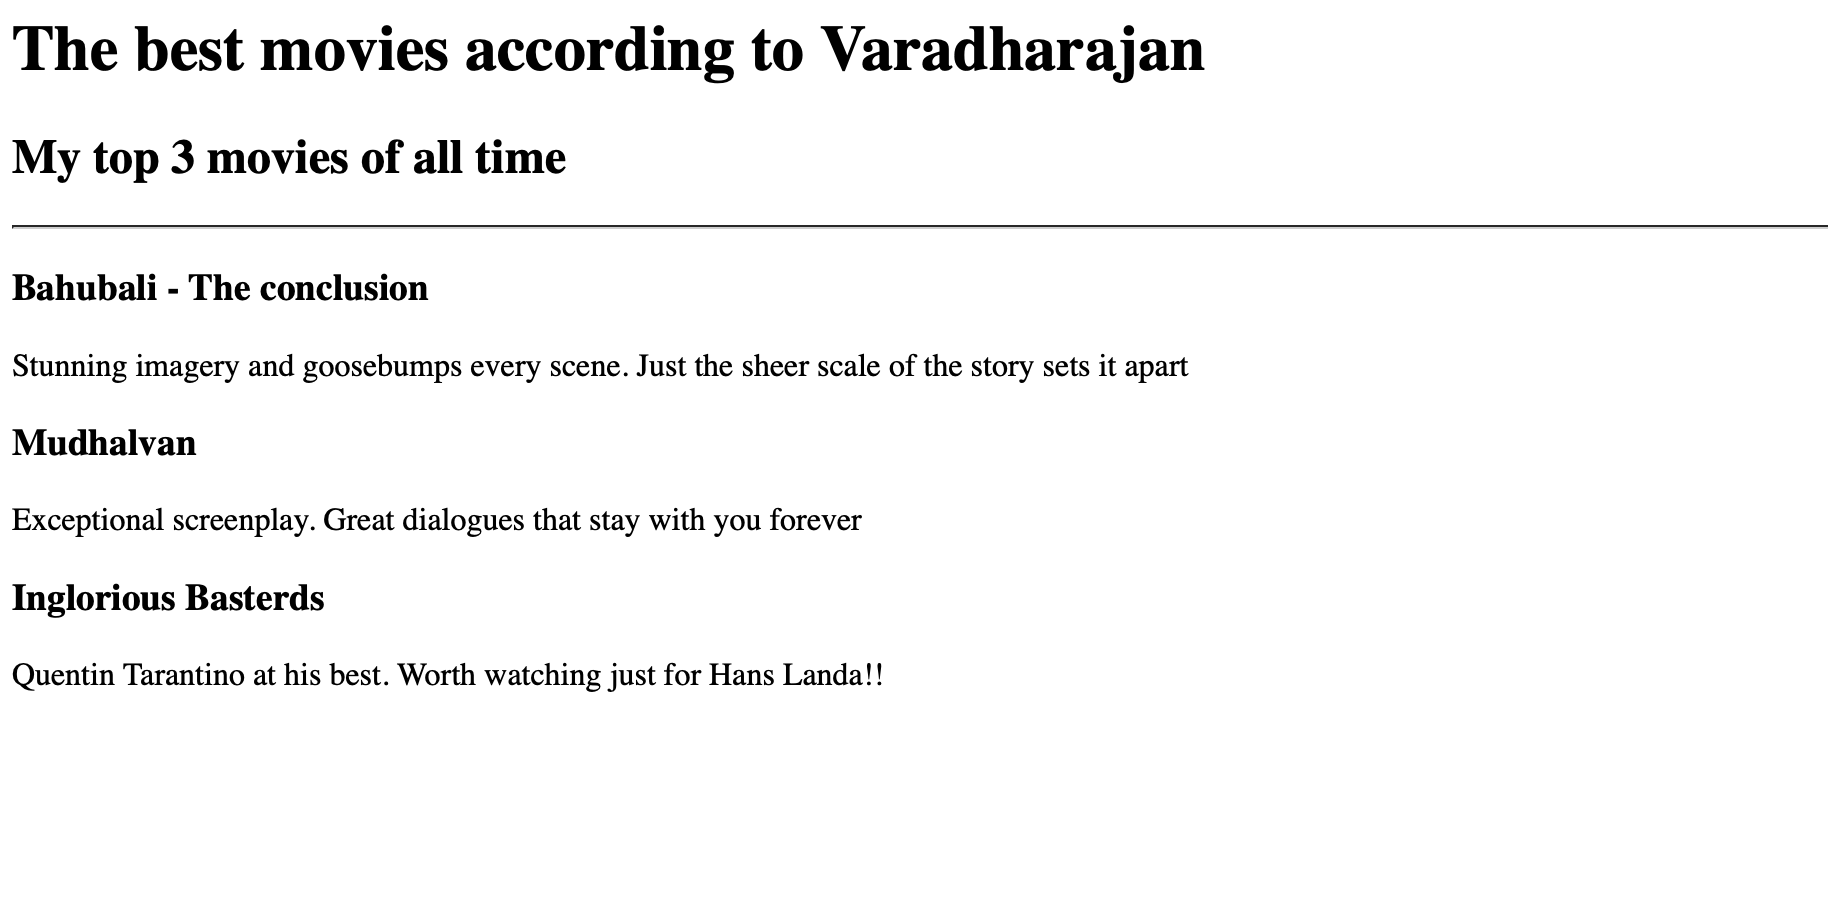 The best movies according to Varadharajan
My top 3 movies of all time
Bahubali - The conclusion
Stunning imagery and goosebumps every scene. Just the sheer scale of the story sets it apart
Mudhalvan
Exceptional screenplay. Great dialogues that stay with you forever
Inglorious Basterds
Quentin Tarantino at his best. Worth watching just for Hans Landa!!